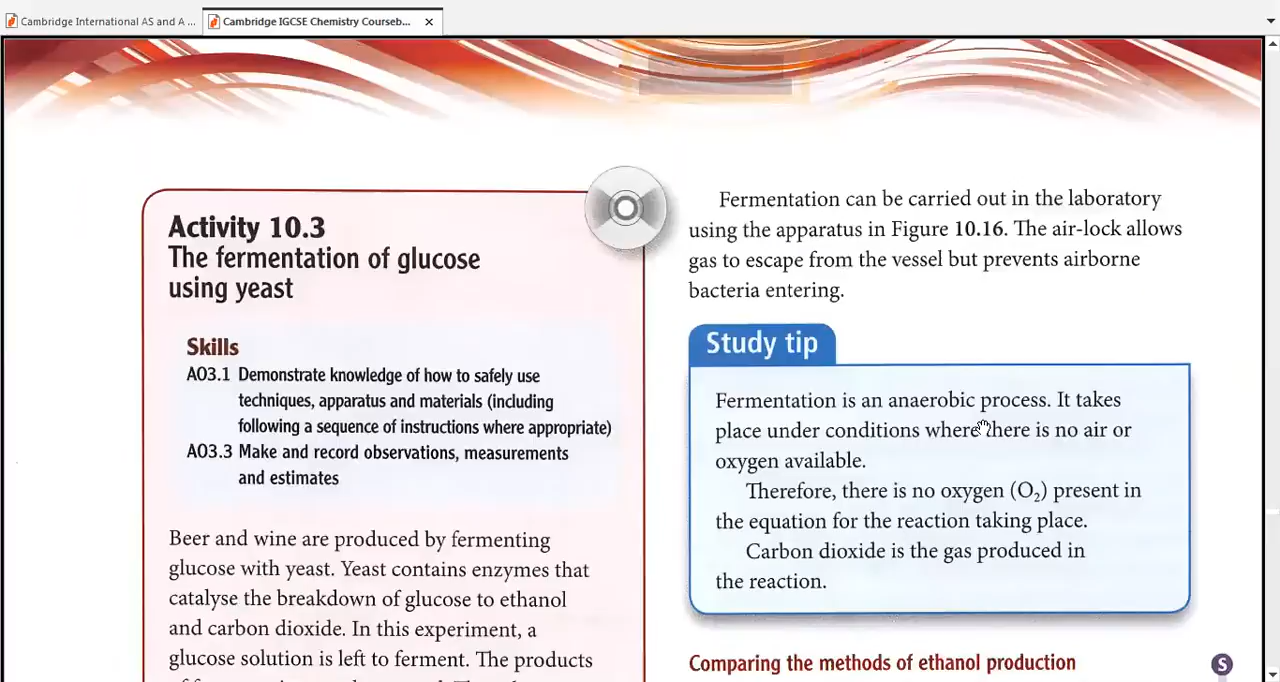 Cambridge International AS and A ...
Cambridge IGCSE Chemistry Courseb...
Activity 10.3
The fermentation of glucose
using yeast
Skills
AO3.1 Demonstrate knowledge of how to safely use
techniques, apparatus and materials (including
following a sequence of instructions where appropriate)
AO3.3 Make and record observations, measurements
and estimates
Beer and wine are produced by fermenting
glucose with yeast. Yeast contains enzymes that
catalyse the breakdown of glucose to ethanol
and carbon dioxide. In this experiment, a
glucose solution is left to ferment. The products
Fermentation can be carried out in the laboratory
using the apparatus in Figure 10.16. The air-lock allows
gas to escape from the vessel but prevents airborne
bacteria entering.
Study tip
Fermentation is an anaerobic process. It takes
place under conditions where there is no air or
oxygen available.
Therefore, there is no oxygen (O₂) present in
the equation for the reaction taking place.
Carbon dioxide is the gas produced in
the reaction.
Comparing the methods of ethanol production
S